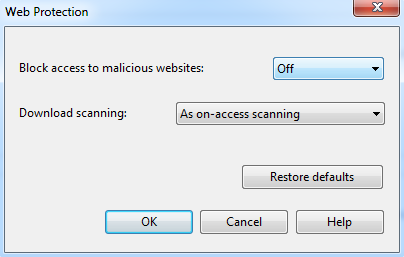 Web Protection
Block access to malicious websites: Off
Download scanning: As on-access scanning
Restore defaults
OK Cancel Help